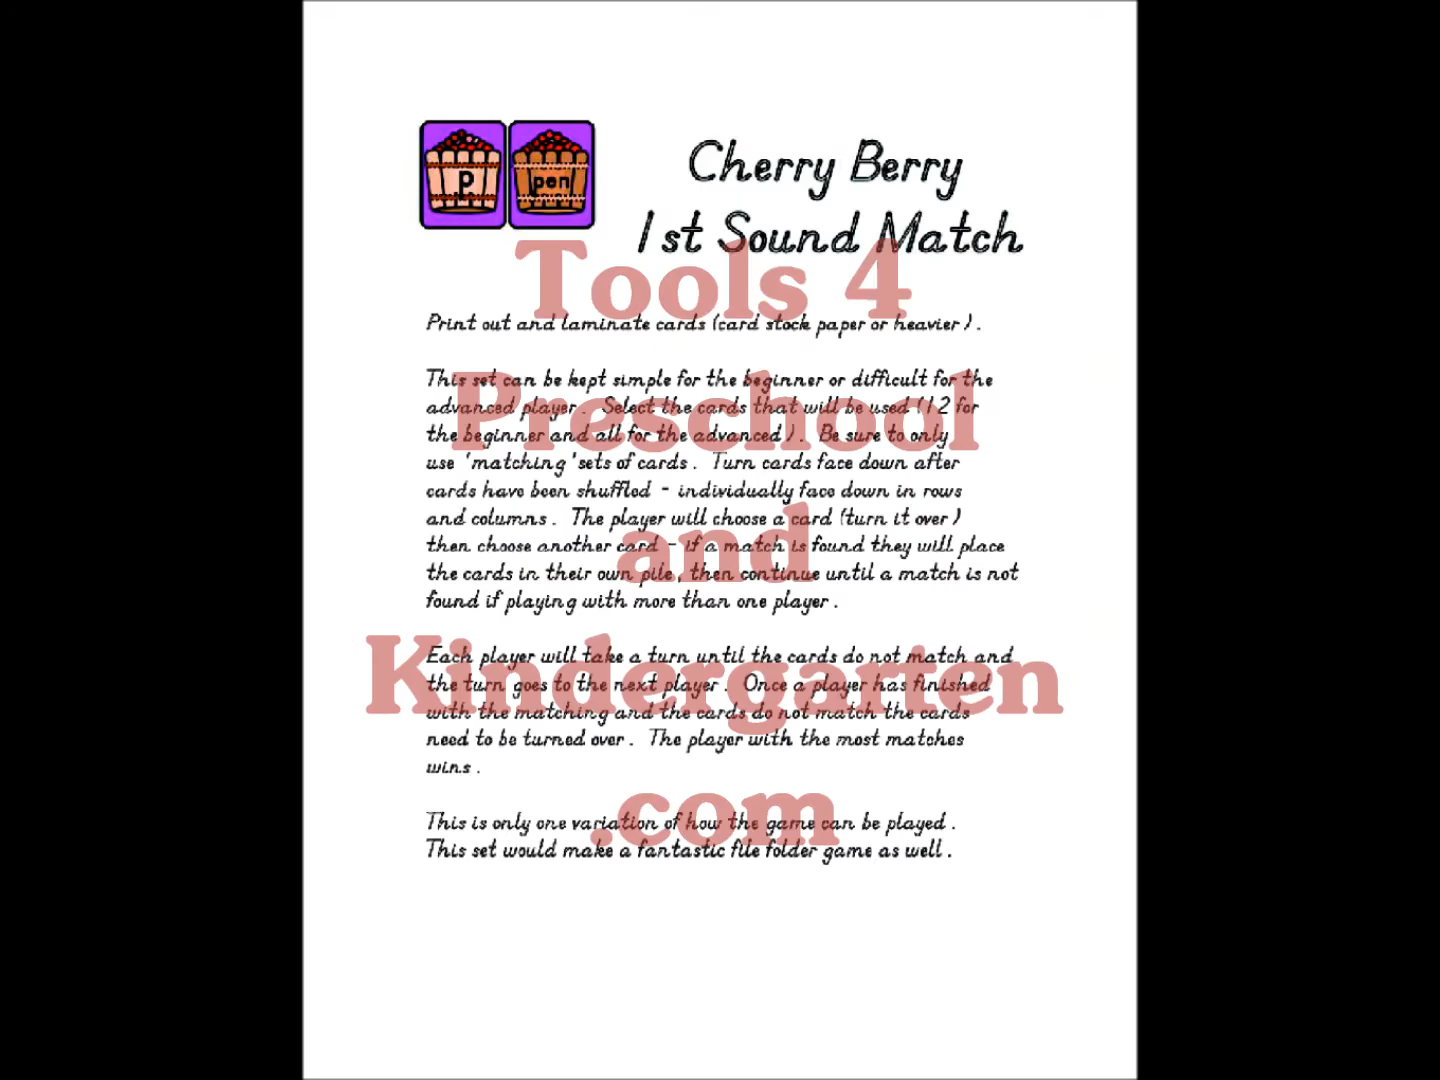 p
pen
Cherry Berry
1st Sound Match
Tools 4
Print out and laminate cards (card stock paper or heavier).
This set can be kept simple for the beginner or difficult for the
Preschool
advanced player. Select the cards that will be used (12 for
the beginner and all for the advanced). Be sure to only
use 'matching' sets of cards. Turn cards face down after
cards have been shuffled - individually face down in rows
and columns. The player will choose a card (turn it over)
and
then choose another card - if a match is found they will place
the cards in their own pile, then continue until a match is not
found if playing with more than one player.
Each player will take a turn until the cards do not match and
Kindergarten
the turn goes to the next player. Once a player has finished
with the matching and the cards do not match the cards
need to be turned over. The player with the most matches
wins.
.com
This is only one variation of how the game can be played.
This set would make a fantastic file folder game as well.